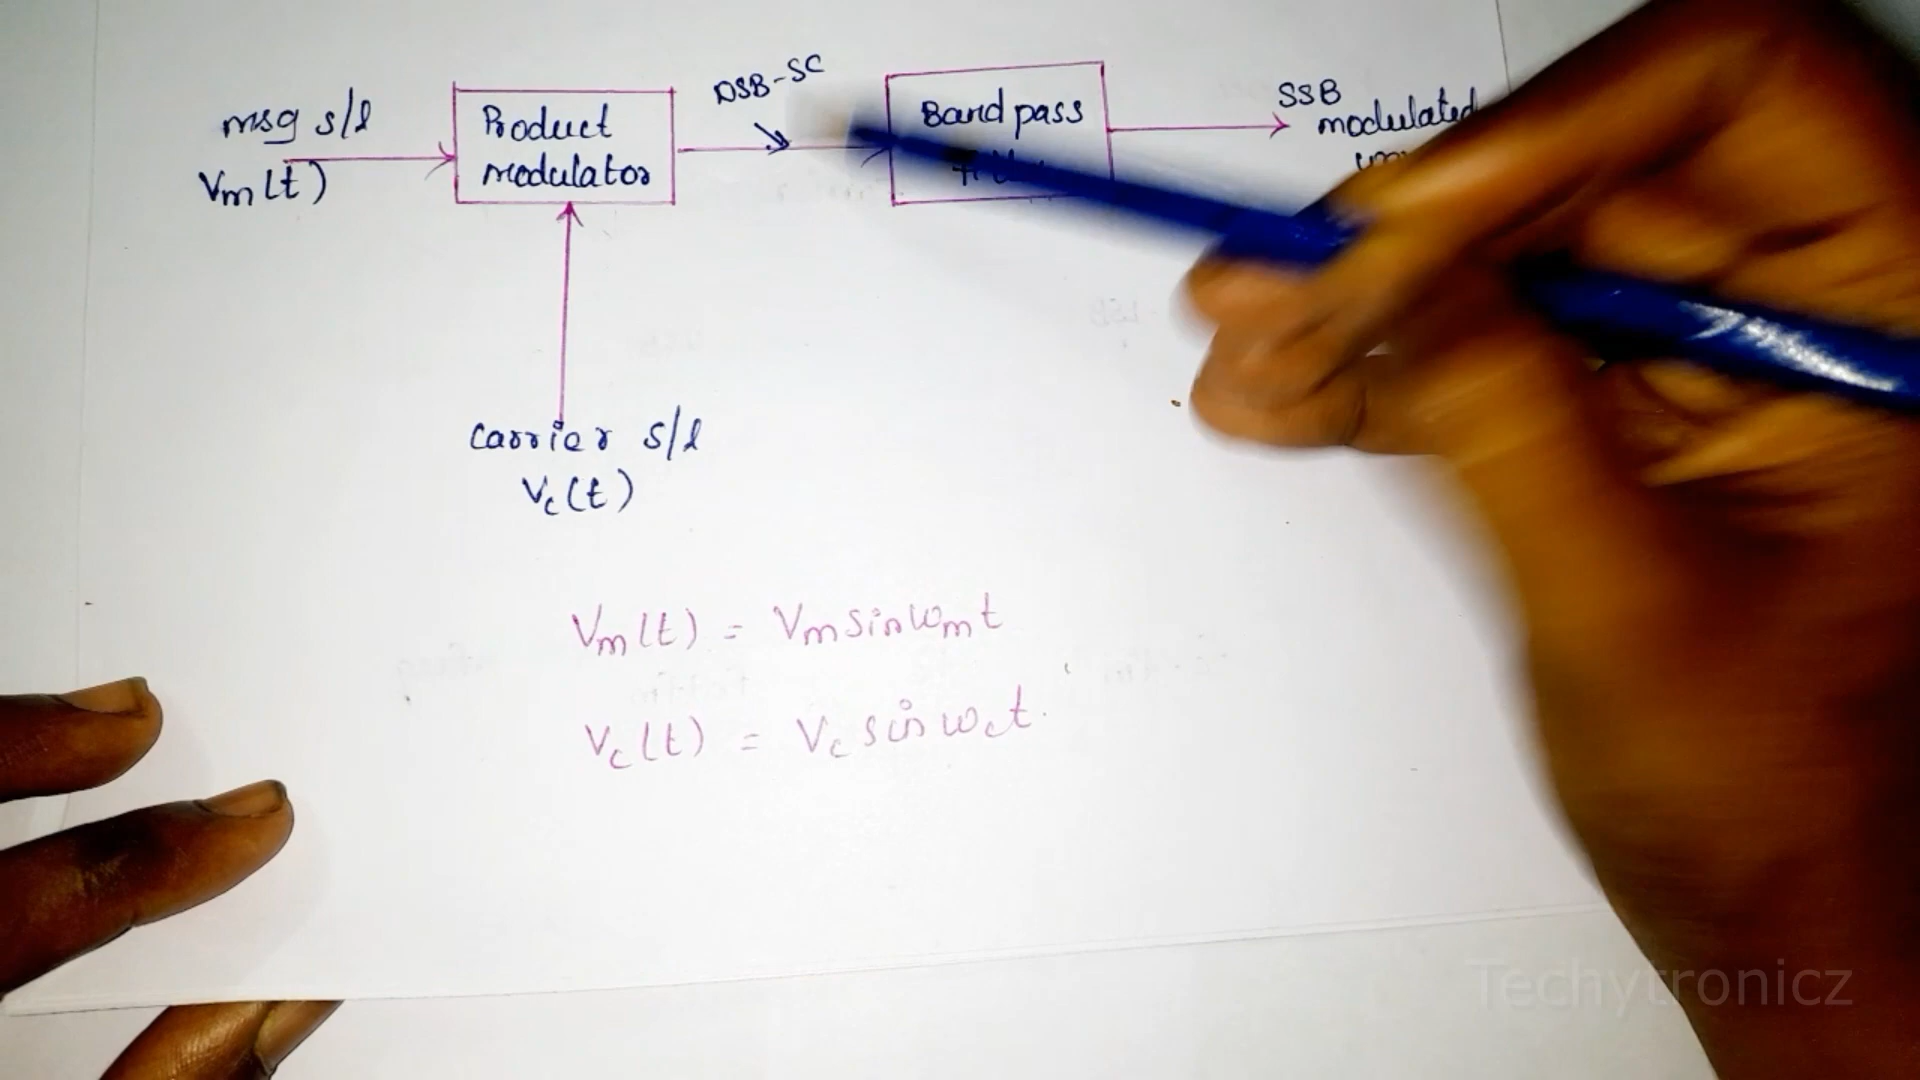 msg s/l
Vm(t)
Product
modulator
DSB-SC
Band pass
SSB
modulated
carrier s/l
Vc(t)
Vm(t) = Vm sin ωm t
Vc(t) = Vc sin ωc t.
Techytronicz